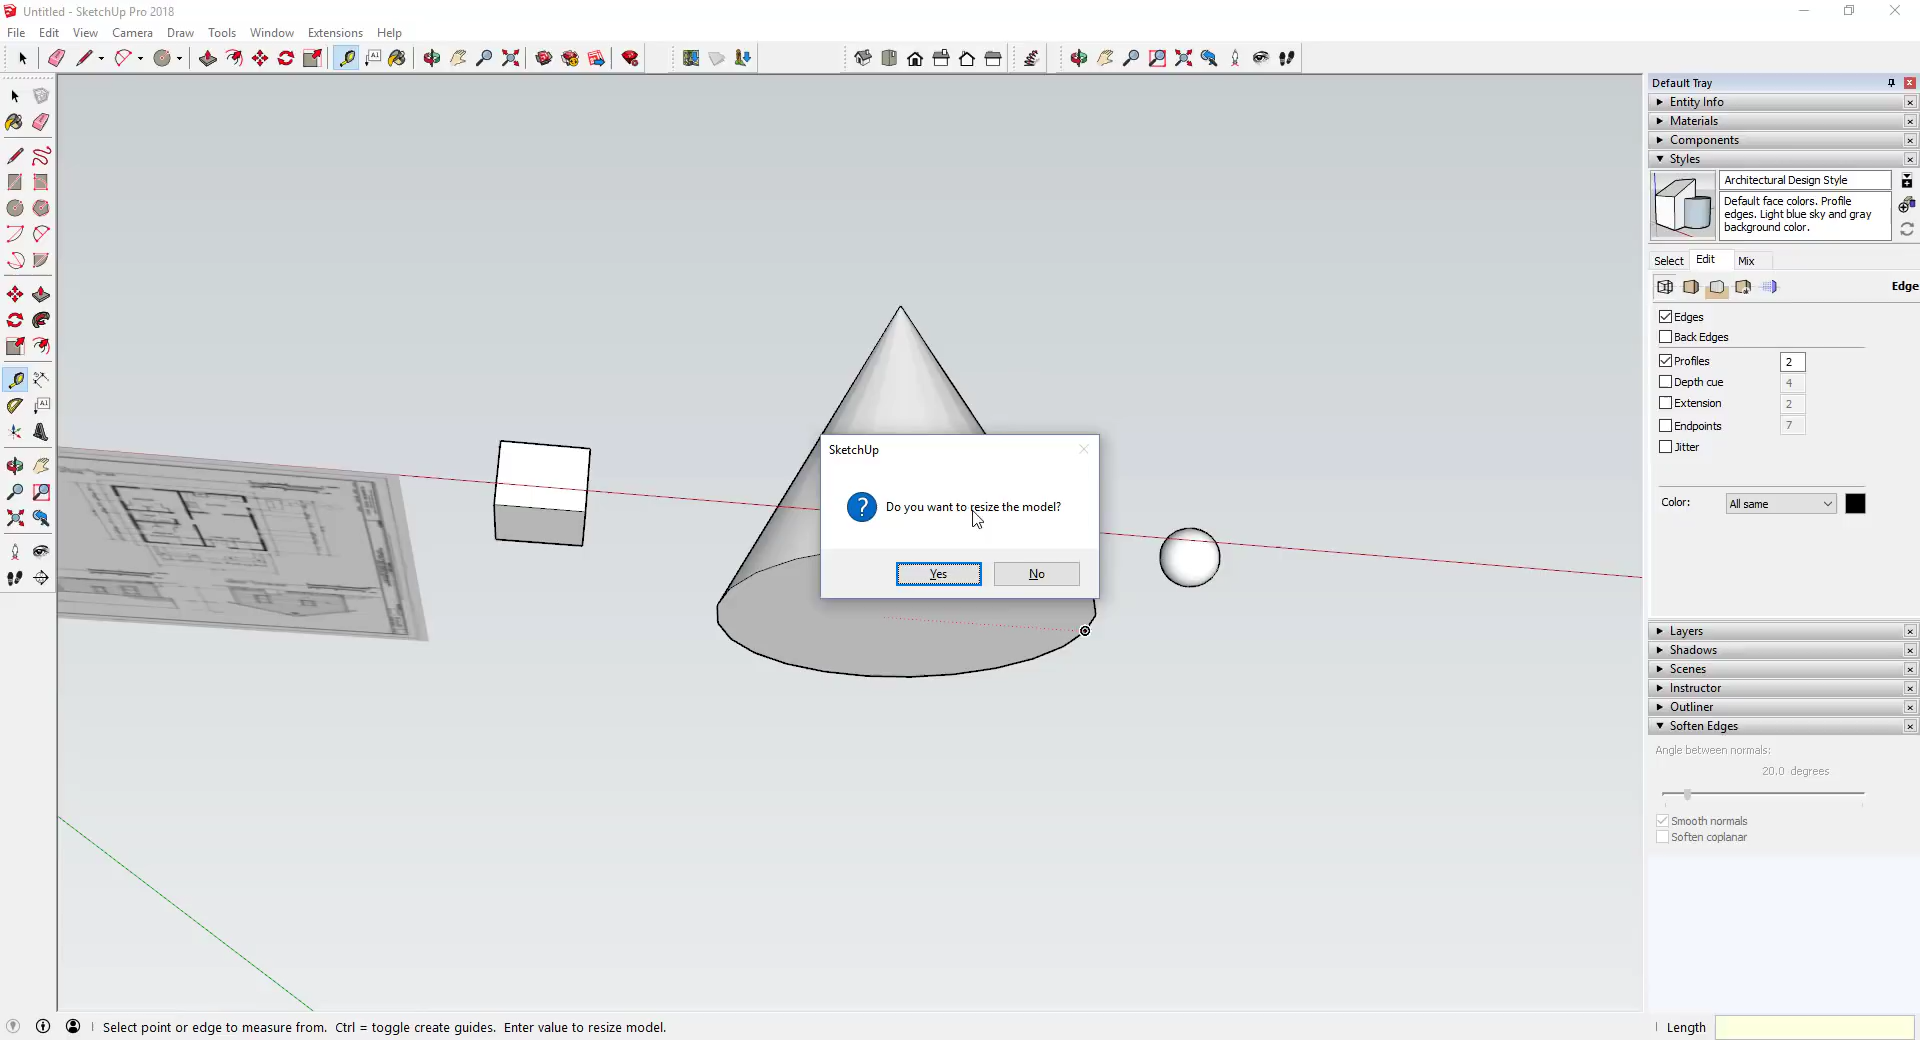 Untitled - SketchUp Pro 2018
File Edit View Camera Draw Tools Window Extensions Help
Default Tray
Entity Info
Materials
Components
Styles
Architectural Design Style
Default face colors. Profile
edges. Light blue sky and gray
background color.
Select Edit Mix
Edge
Edges
Back Edges
Profiles 2
Depth cue 4
Extension 2
Endpoints 7
Jitter
Color: All same
SketchUp
Do you want to resize the model?
Yes No
Layers
Shadows
Scenes
Instructor
Outliner
Soften Edges
Angle between normals:
20.0 degrees
Smooth normals
Soften coplanar
Select point or edge to measure from. Ctrl = toggle create guides. Enter value to resize model.
Length